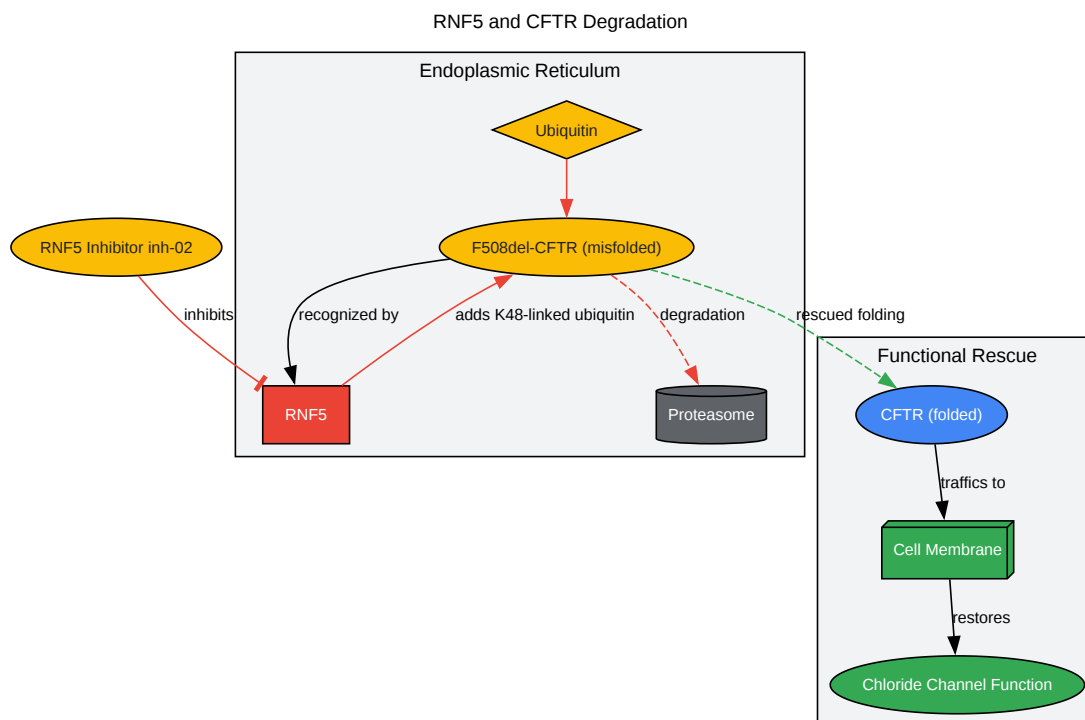 RNF5 and CFTR Degradation
Endoplasmic Reticulum
Ubiquitin
RNF5 Inhibitor inh-02
F508del-CFTR (misfolded)
inhibits
recognized by
adds K48-linked ubiquitin
degradation
rescued folding
Functional Rescue
RNF5
Proteasome
CFTR (folded)
traffics to
Cell Membrane
restores
Chloride Channel Function